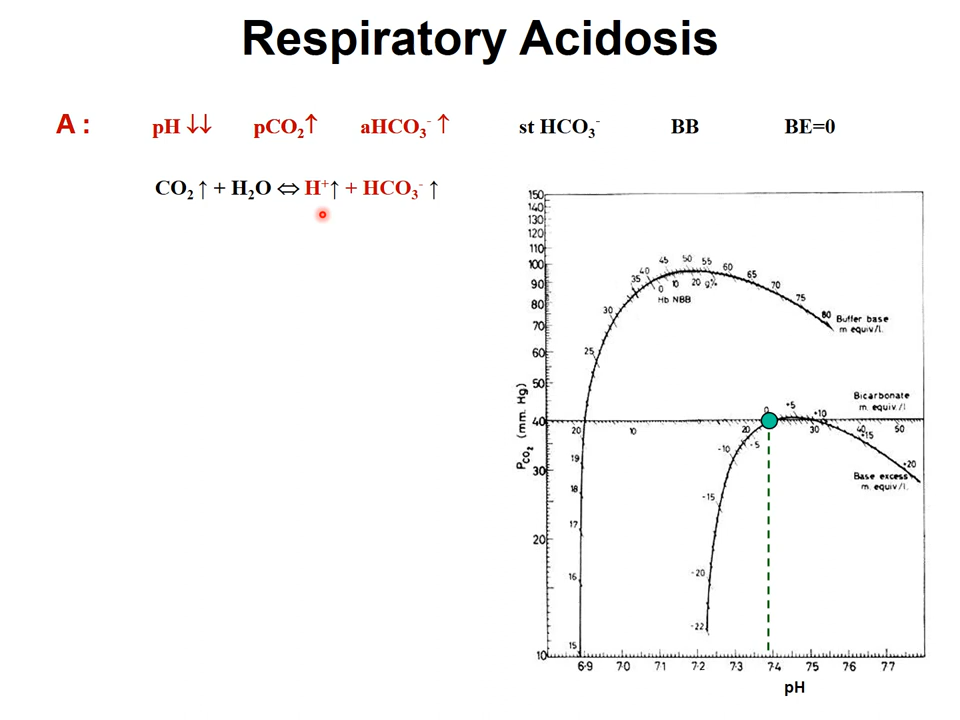 Respiratory Acidosis
A : pH ↓↓ pCO₂↑ aHCO₃⁻ ↑ st HCO₃⁻ BB BE=0
CO₂ ↑ + H₂O ⇔ H⁺↑ + HCO₃⁻ ↑
150
140
130
120
110
100
90
80
70
60
50
40
30
20
10
P_CO₂ (mm. Hg)
25 30 35 40 45 50 55 60 65 70 75 80
0 10 20 g%
Hb NBB
Buffer base
m equiv/l.
Bicarbonate
m. equiv./l
20 10 20 30 40 50
0 +5 +10 +15 +20
-5
-10
-15
-20
-22
19
18
17
16
15
Base excess
m. equiv/l.
6·9 7·0 7·1 7·2 7·3 7·4 7·5 7·6 7·7
pH